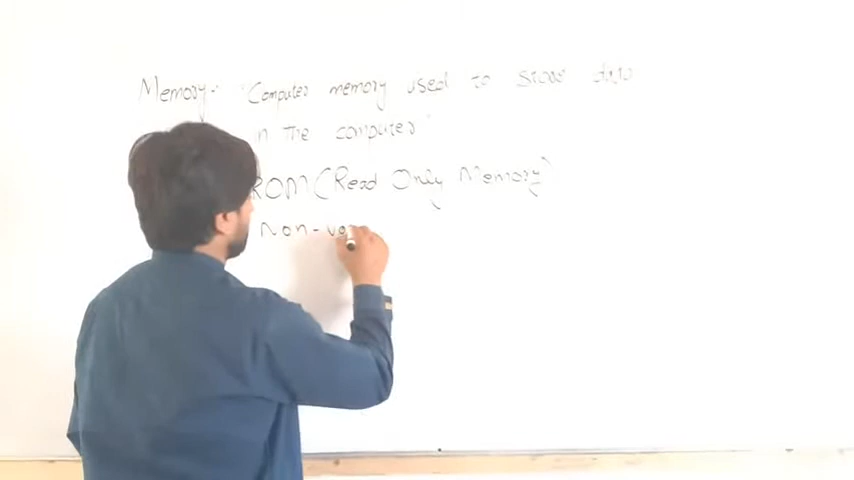 Memory:- "Computer memory used to store data
in the computer"
ROM (Read Only Memory)
Non-vo